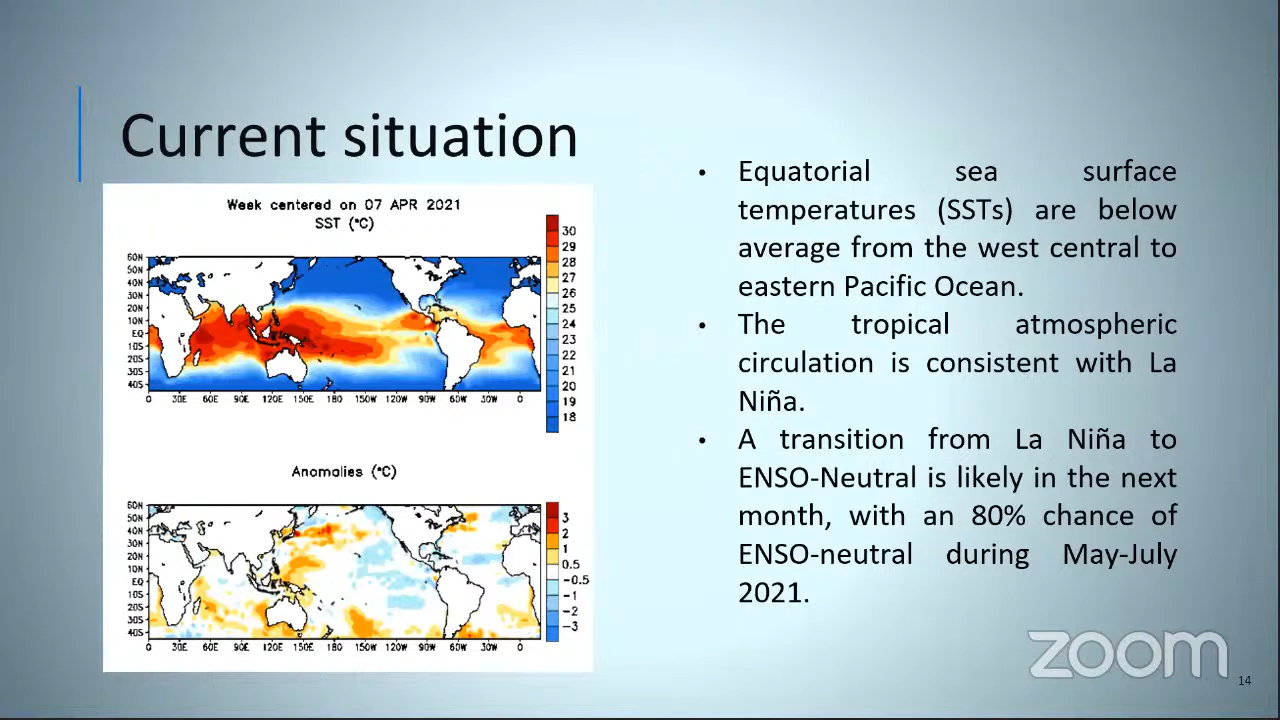 Current situation
Week centered on 07 APR 2021
SST (°C)
60N
50N
40N
30N
20N
10N
EQ
10S
20S
30S
40S
0 30E 60E 90E 120E 150E 180 150W 120W 90W 60W 30W 0
30
29
28
27
26
25
24
23
22
21
20
19
18
Anomalies (°C)
60N
50N
40N
30N
20N
10N
EQ
10S
20S
30S
40S
0 30E 60E 90E 120E 150E 180 150W 120W 90W 60W 30W 0
3
2
1
0.5
-0.5
-1
-2
-3
• Equatorial sea surface
temperatures (SSTs) are below
average from the west central to
eastern Pacific Ocean.
• The tropical atmospheric
circulation is consistent with La
Niña.
• A transition from La Niña to
ENSO-Neutral is likely in the next
month, with an 80% chance of
ENSO-neutral during May-July
2021.
zoom
14